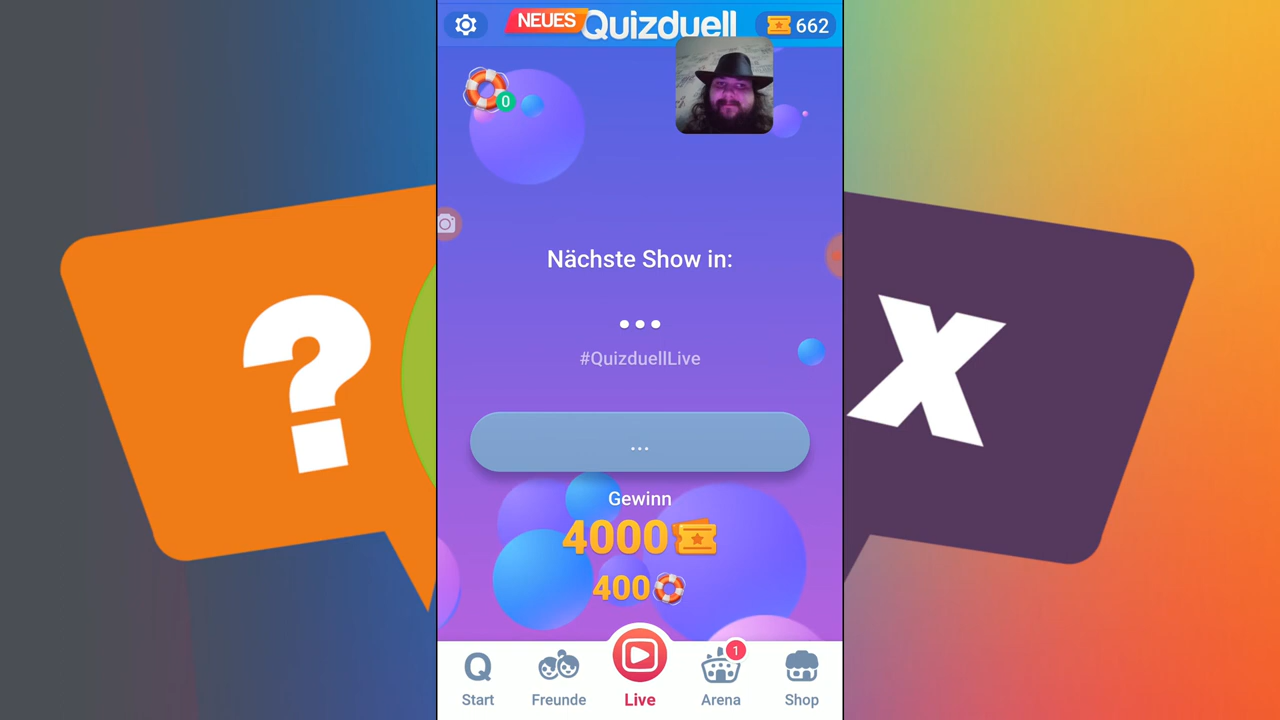 NEUES Quizduell
662
0
Nächste Show in:
...
#QuizduellLive
...
Gewinn
4000
400
1
Start Freunde Live Arena Shop
? x